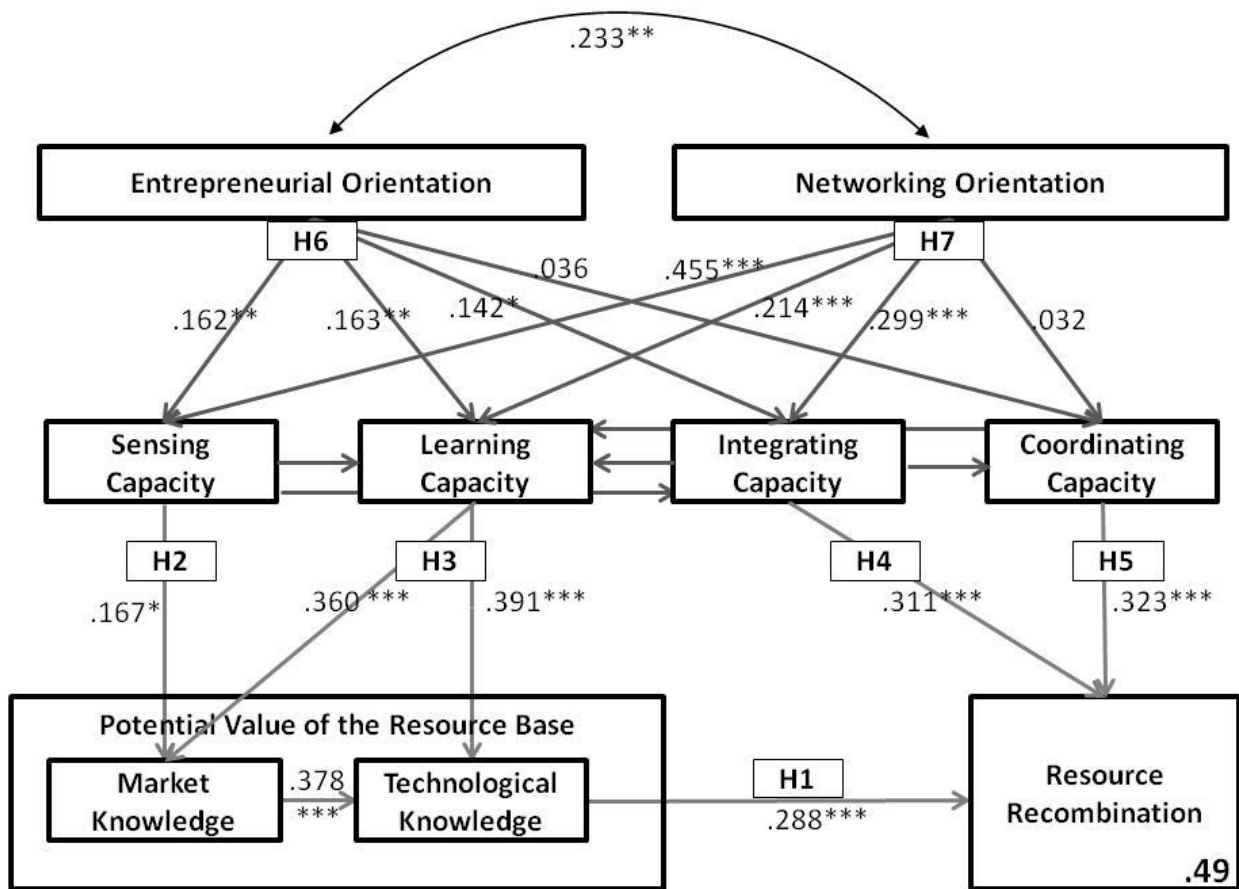 .233**
Entrepreneurial Orientation
Networking Orientation
H6
H7
.036
.455***
.162**
.163**
.142*
.214***
.299***
.032
Sensing
Capacity
Learning
Capacity
Integrating
Capacity
Coordinating
Capacity
H2
H3
H4
H5
.167*
.360***
.391***
.311***
.323***
Potential Value of the Resource Base
Market
Knowledge
.378
***
Technological
Knowledge
H1
.288***
Resource
Recombination
.49